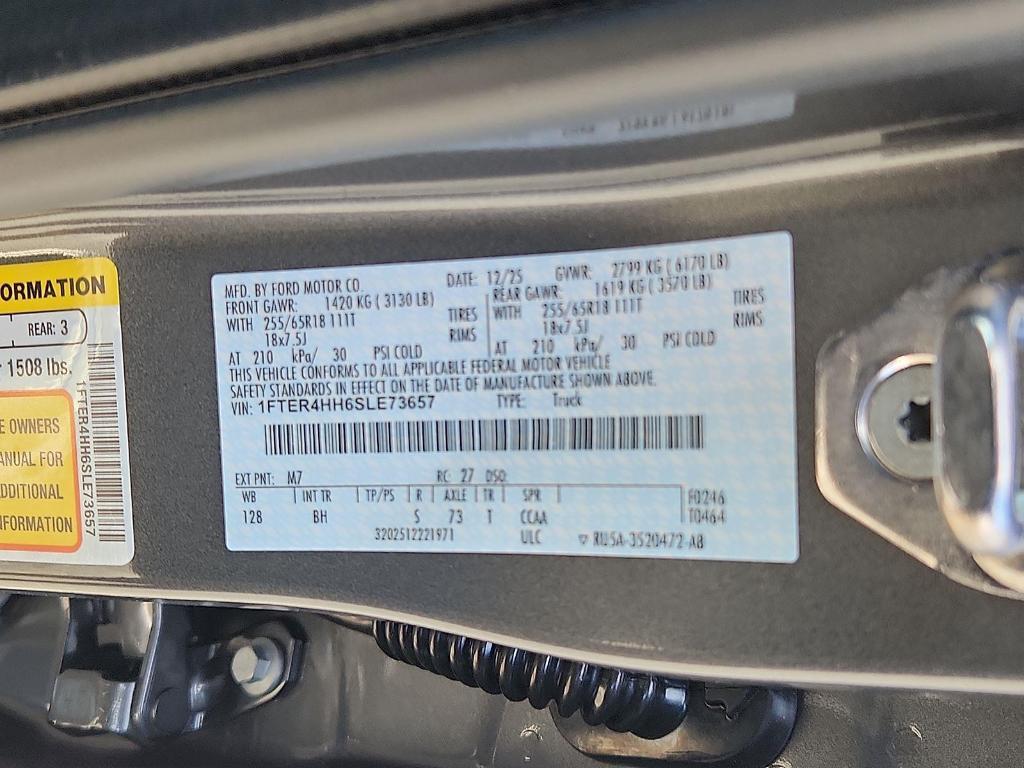 ORMATION
REAR: 3
1508 lbs.
E OWNERS
ANUAL FOR
DDITIONAL
NFORMATION
1FTER4HH6SLE73657
MFD. BY FORD MOTOR CO. DATE: 12/25 GVWR: 2799 KG ( 6170 LB)
FRONT GAWR: 1420 KG ( 3130 LB) REAR GAWR: 1619 KG ( 3570 LB)
WITH 255/65R18 111T TIRES WITH 255/65R18 111T TIRES
18x7.5J RIMS 18x7.5J RIMS
AT 210 kPa/ 30 PSI COLD AT 210 kPa/ 30 PSI COLD
THIS VEHICLE CONFORMS TO ALL APPLICABLE FEDERAL MOTOR VEHICLE
SAFETY STANDARDS IN EFFECT ON THE DATE OF MANUFACTURE SHOWN ABOVE.
VIN: 1FTER4HH6SLE73657 TYPE: Truck
EXT PNT: M7 RC: 27 DSO:
WB INT TR TP/PS R AXLE TR SPR F0246
128 BH S 73 T CCAA T0464
3202512221971 ULC ▽ RU5A-3520472-AB